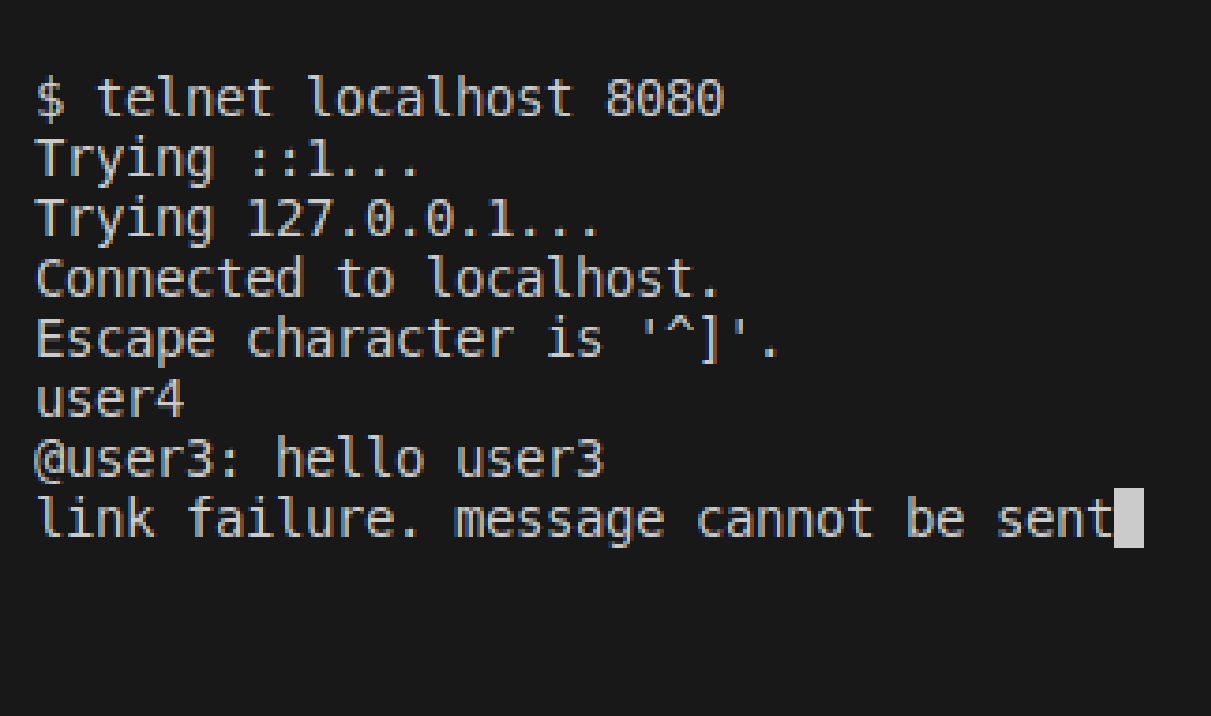 $ telnet localhost 8080
Trying ::1...
Trying 127.0.0.1...
Connected to localhost.
Escape character is '^]'.
user4
@user3: hello user3
link failure. message cannot be sent